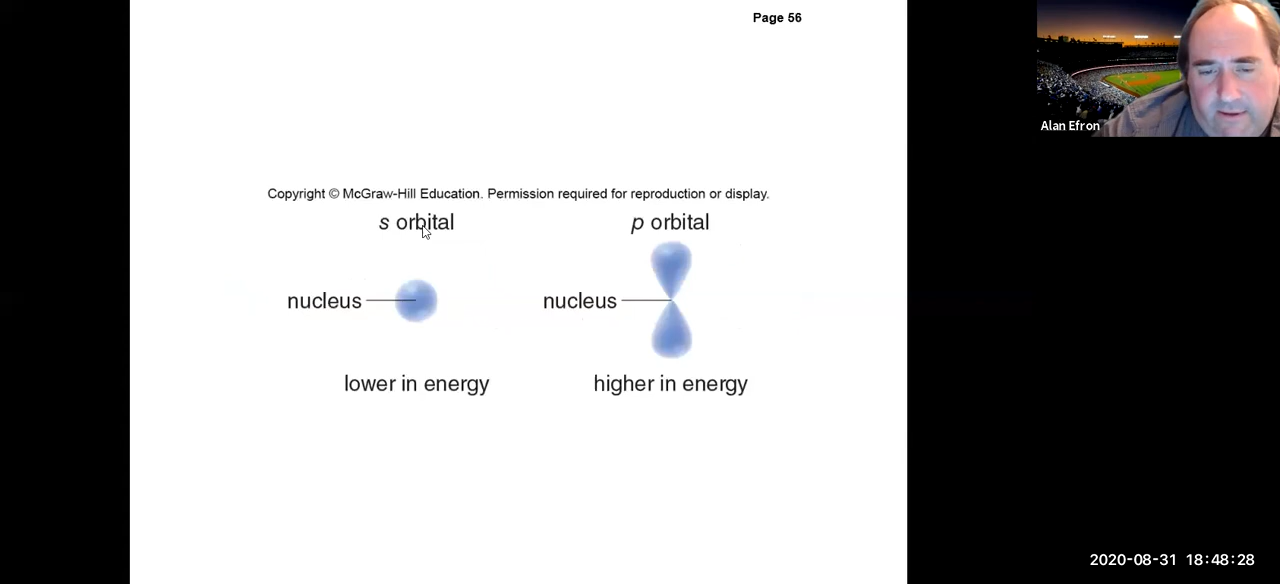 Page 56
Alan Efron
Copyright © McGraw-Hill Education. Permission required for reproduction or display.
s orbital
p orbital
nucleus
nucleus
lower in energy
higher in energy
2020-08-31 18:48:28